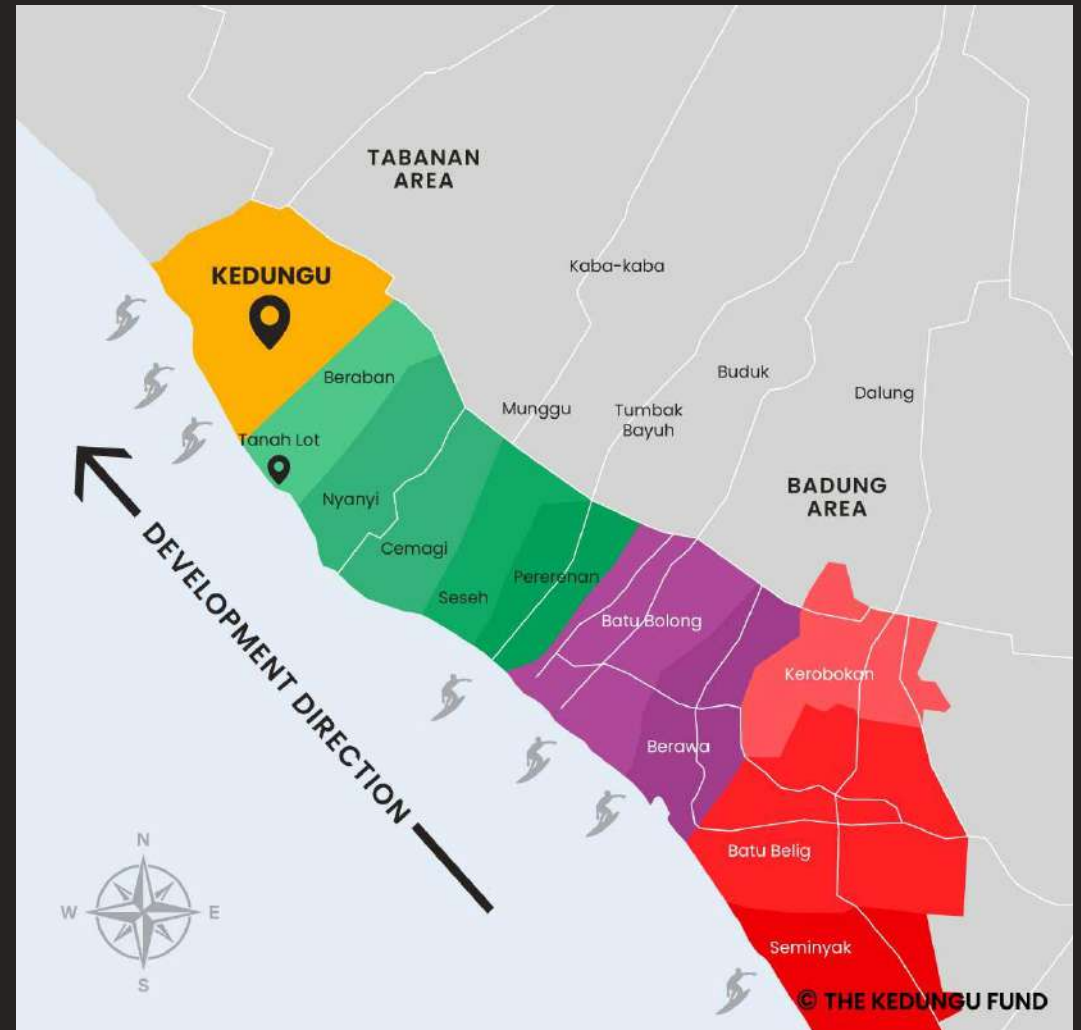 TABANAN
AREA
KEDUNGU
Kaba-kaba
Beraban
Buduk
Dalung
Munggu
Tumbak
Bayuh
Tanah Lot
Nyanyi
BADUNG
AREA
Cemagi
Pererenan
Seseh
Batu Bolong
Kerobokan
Berawa
DEVELOPMENT DIRECTION
Batu Belig
Seminyak
N
W
E
S
© THE KEDUNGU FUND